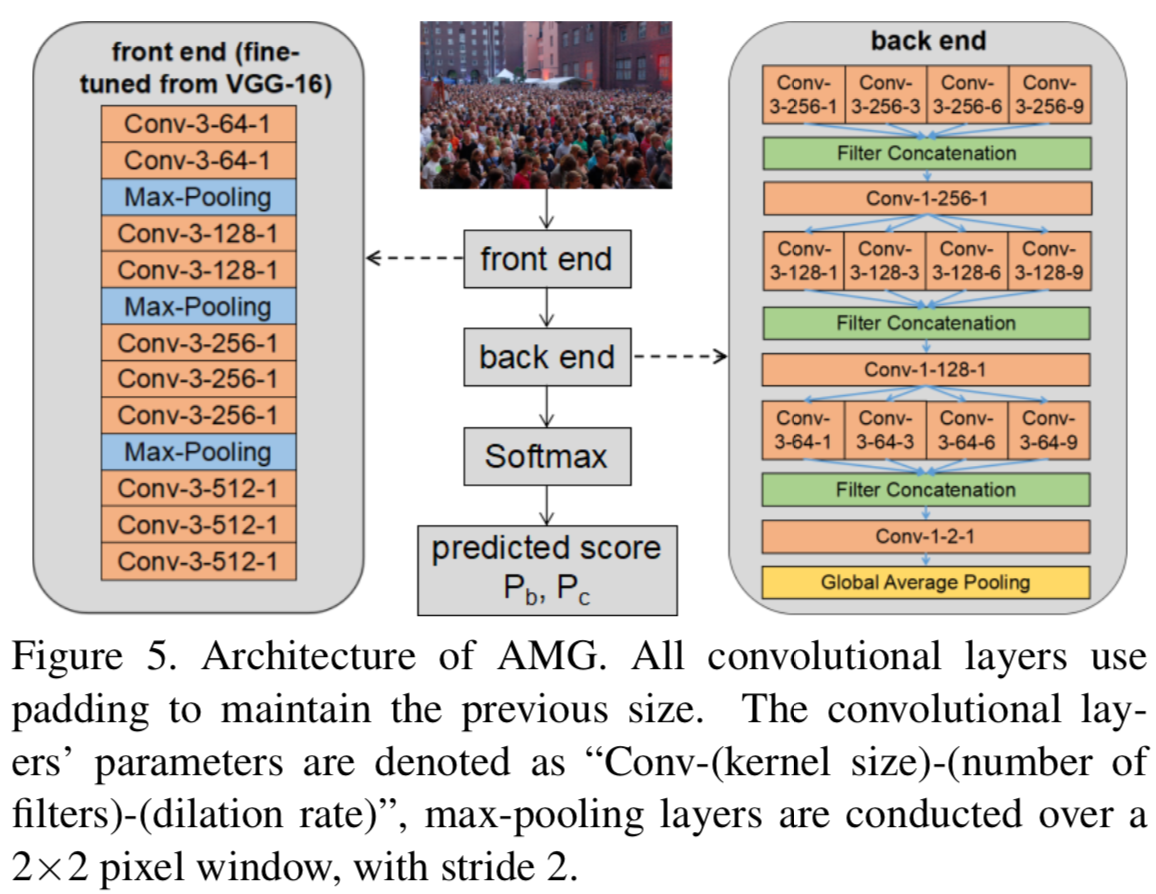 front end (fine-
tuned from VGG-16)
Conv-3-64-1
Conv-3-64-1
Max-Pooling
Conv-3-128-1
Conv-3-128-1
Max-Pooling
Conv-3-256-1
Conv-3-256-1
Conv-3-256-1
Max-Pooling
Conv-3-512-1
Conv-3-512-1
Conv-3-512-1
front end
back end
Softmax
predicted score
P_b, P_c
back end
Conv- Conv- Conv- Conv-
3-256-1 3-256-3 3-256-6 3-256-9
Filter Concatenation
Conv-1-256-1
Conv- Conv- Conv- Conv-
3-128-1 3-128-3 3-128-6 3-128-9
Filter Concatenation
Conv-1-128-1
Conv- Conv- Conv- Conv-
3-64-1 3-64-3 3-64-6 3-64-9
Filter Concatenation
Conv-1-2-1
Global Average Pooling
Figure 5. Architecture of AMG. All convolutional layers use
padding to maintain the previous size. The convolutional lay-
ers’ parameters are denoted as “Conv-(kernel size)-(number of
filters)-(dilation rate)”, max-pooling layers are conducted over a
2×2 pixel window, with stride 2.